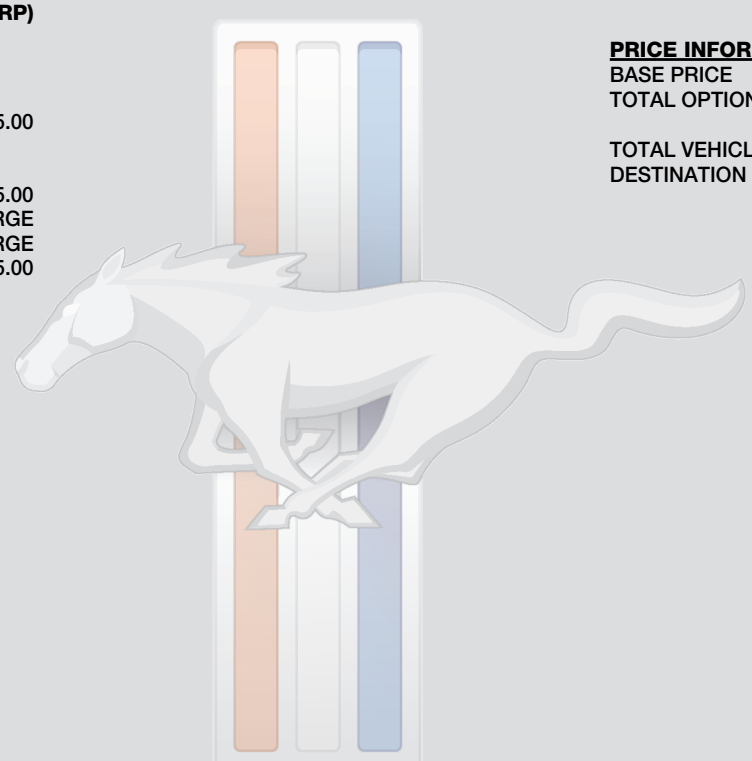 RP)
5.00
5.00
RGE
RGE
5.00
PRICE INFOR
BASE PRICE
TOTAL OPTION
TOTAL VEHICL
DESTINATION